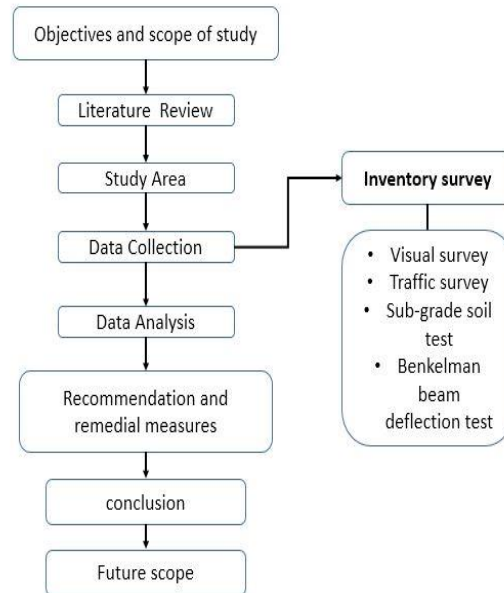 Objectives and scope of study
Literature Review
Study Area
Data Collection
Data Analysis
Recommendation and
remedial measures
conclusion
Future scope
Inventory survey
• Visual survey
• Traffic survey
• Sub-grade soil
test
• Benkelman
beam
deflection test